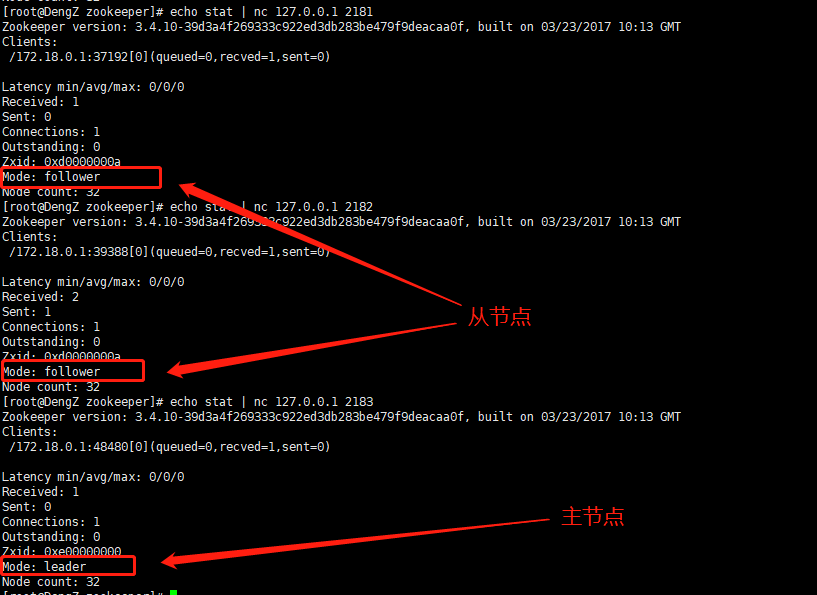 [root@DengZ zookeeper]# echo stat | nc 127.0.0.1 2181
Zookeeper version: 3.4.10-39d3a4f269333c922ed3db283be479f9deacaa0f, built on 03/23/2017 10:13 GMT
Clients:
 /172.18.0.1:37192[0](queued=0,recved=1,sent=0)

Latency min/avg/max: 0/0/0
Received: 1
Sent: 0
Connections: 1
Outstanding: 0
Zxid: 0xd0000000a
Mode: follower
Node count: 32
[root@DengZ zookeeper]# echo stat | nc 127.0.0.1 2182
Zookeeper version: 3.4.10-39d3a4f269333c922ed3db283be479f9deacaa0f, built on 03/23/2017 10:13 GMT
Clients:
 /172.18.0.1:39388[0](queued=0,recved=1,sent=0)

Latency min/avg/max: 0/0/0
Received: 2
Sent: 1
从节点
Connections: 1
Outstanding: 0
Zxid: 0xd0000000a
Mode: follower
Node count: 32
[root@DengZ zookeeper]# echo stat | nc 127.0.0.1 2183
Zookeeper version: 3.4.10-39d3a4f269333c922ed3db283be479f9deacaa0f, built on 03/23/2017 10:13 GMT
Clients:
 /172.18.0.1:48480[0](queued=0,recved=1,sent=0)

Latency min/avg/max: 0/0/0
Received: 1
Sent: 0
主节点
Connections: 1
Outstanding: 0
Zxid: 0xe00000000
Mode: leader
Node count: 32
[root@DengZ zookeeper]#